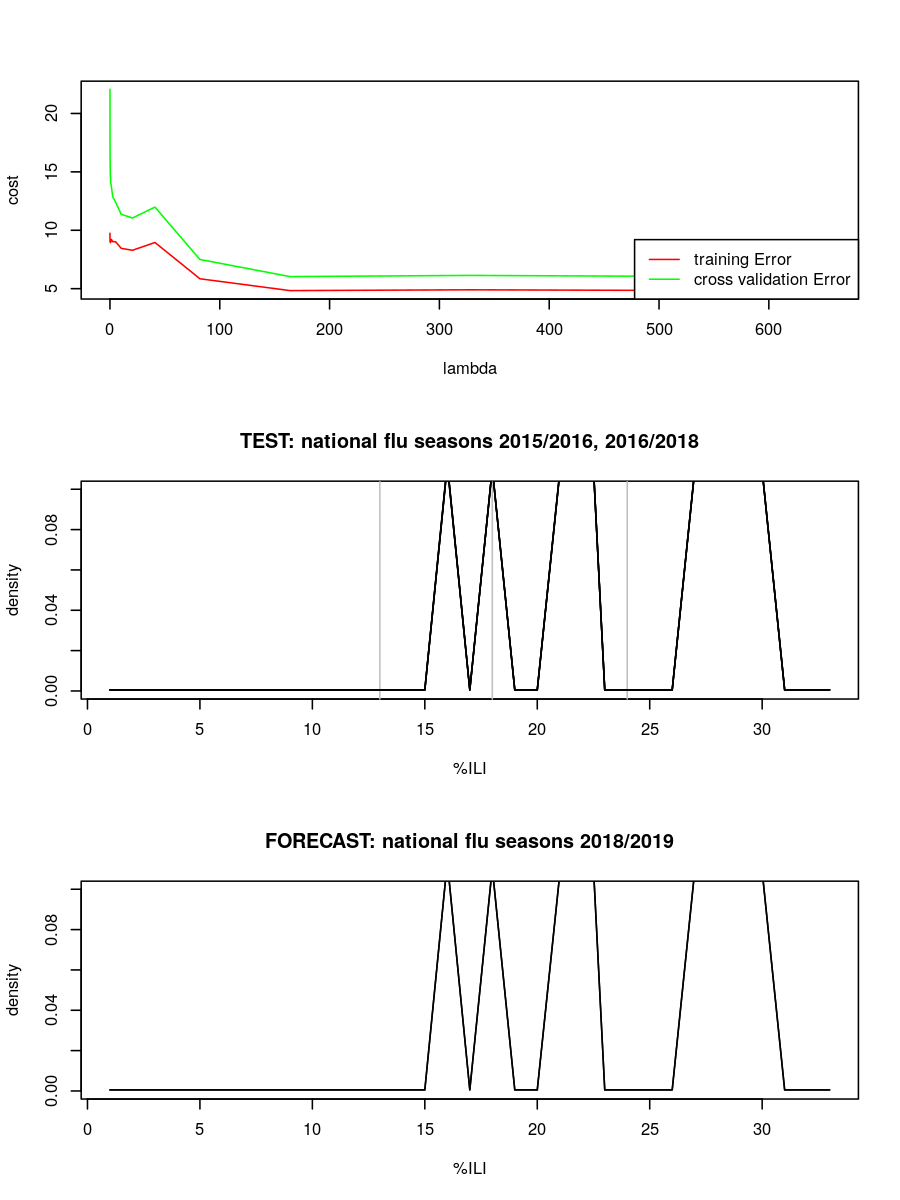 20
15
10
5
cost
training Error
cross validation Error
0 100 200 300 400 500 600
lambda
TEST: national flu seasons 2015/2016, 2016/2018
0.08
0.04
0.00
density
0 5 10 15 20 25 30
%ILI
FORECAST: national flu seasons 2018/2019
0.08
0.04
0.00
density
0 5 10 15 20 25 30
%ILI